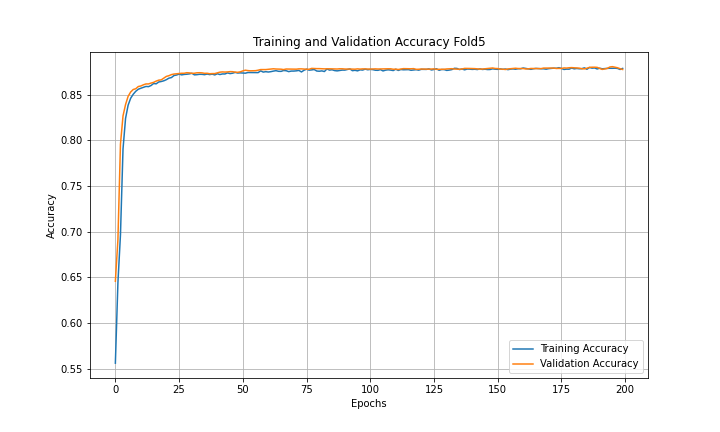 Training and Validation Accuracy Fold5
Accuracy
0.85
0.80
0.75
0.70
0.65
0.60
0.55
Training Accuracy
Validation Accuracy
0 25 50 75 100 125 150 175 200
Epochs